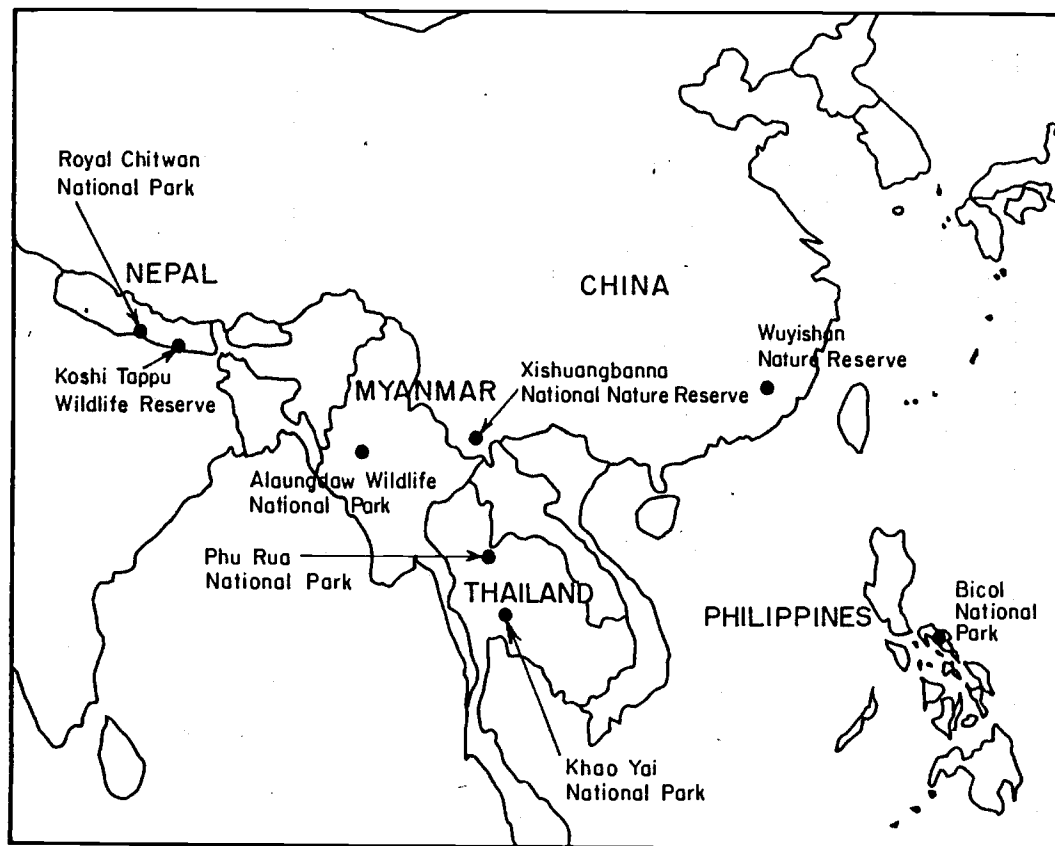 Royal Chitwan
National Park
NEPAL
CHINA
Wuyishan
Nature Reserve
Koshi Tappu
Wildlife Reserve
MYANMAR
Xishuangbanna
National Nature Reserve
Alaungdaw Wildlife
National Park
Phu Rua
National Park
THAILAND
PHILIPPINES
Bicol
National
Park
Khao Yai
National Park